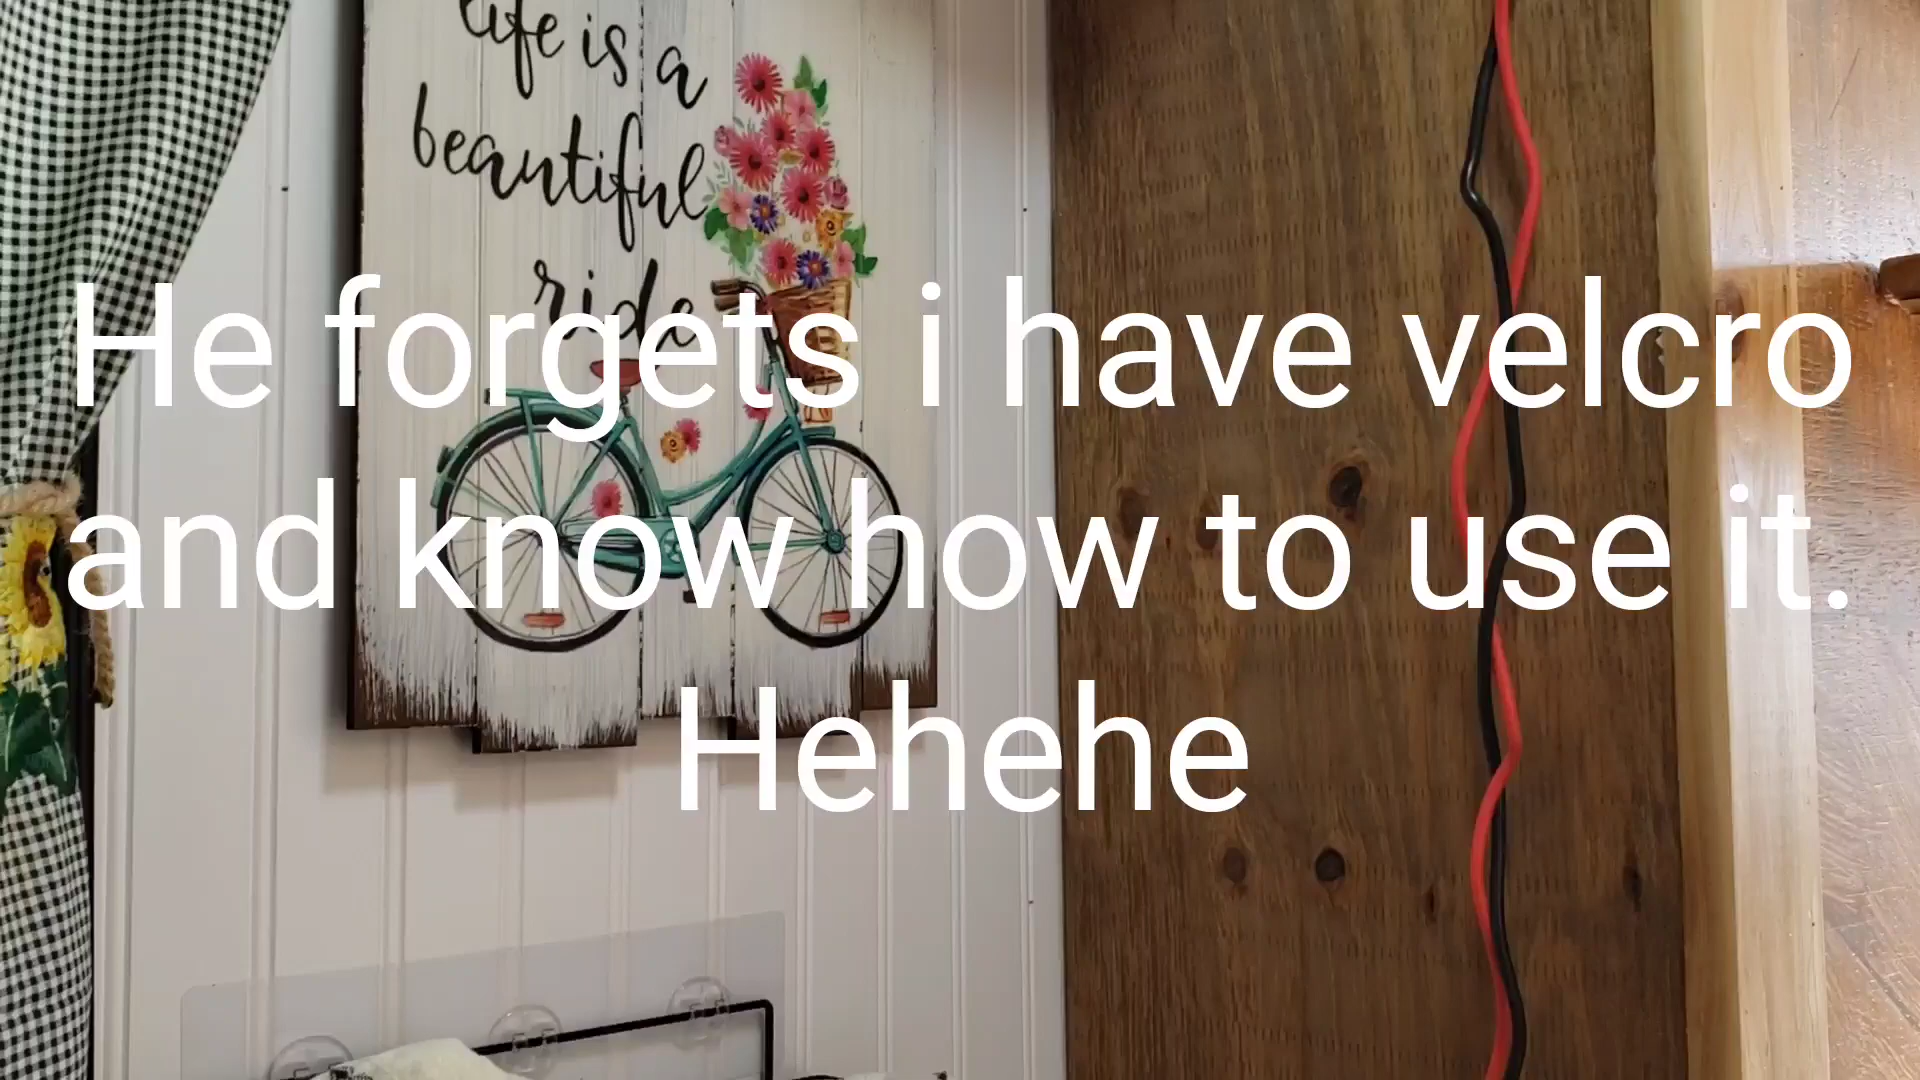 life is a
beautiful
ride
He forgets i have velcro
and know how to use it.
Hehehe